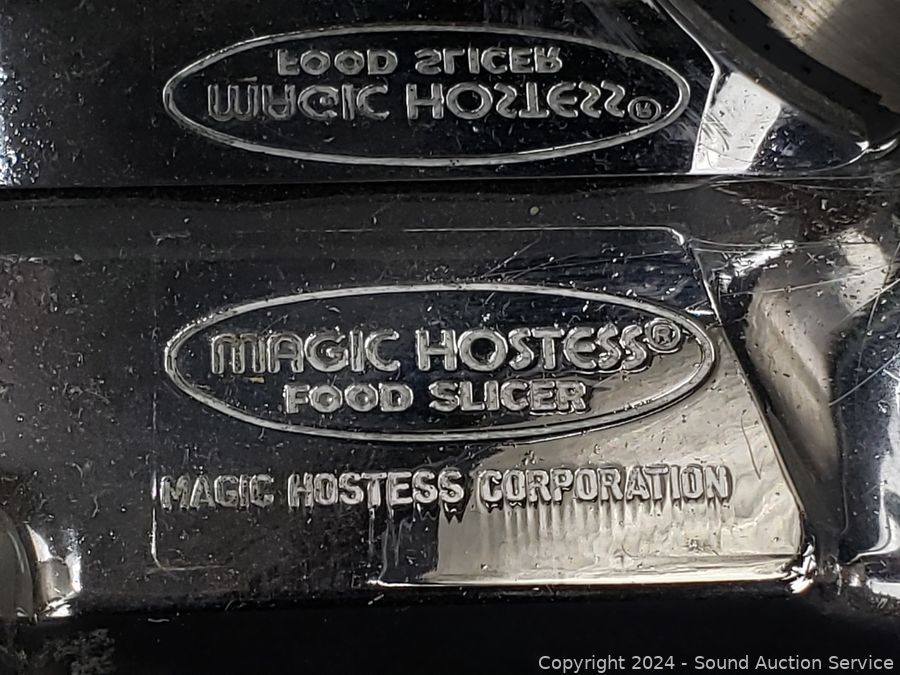 FOOD SLICER
MAGIC HOSTESS®
MAGIC HOSTESS®
FOOD SLICER
MAGIC HOSTESS CORPORATION
Copyright 2024 - Sound Auction Service